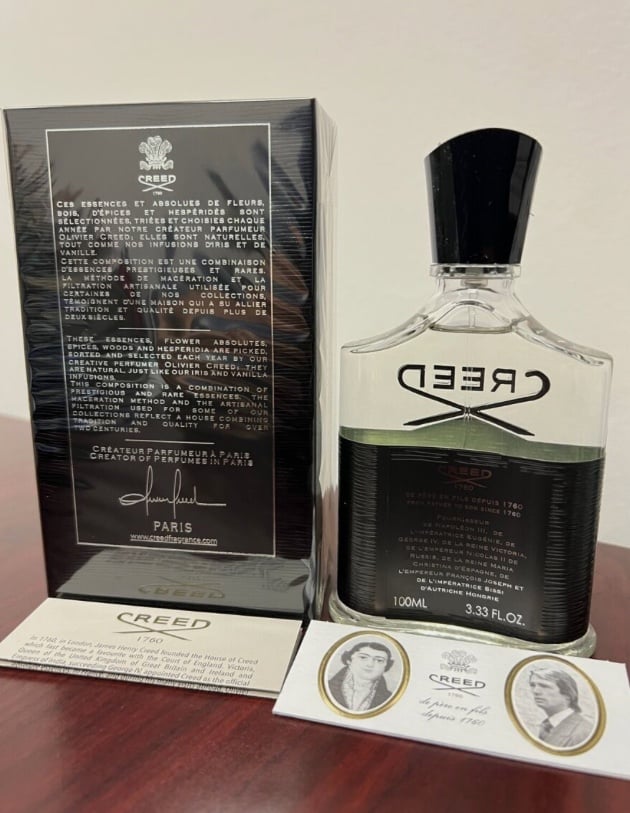 CREED
1760
CES ESSENCES ET ABSOLUES DE FLEURS,
BOIS, D'ÉPICES ET HESPÉRIDÉS SONT
SÉLECTIONNÉES, TRIÉES ET CHOISIES CHAQUE
ANNÉE PAR NOTRE CRÉATEUR PARFUMEUR
OLIVIER CREED; ELLES SONT NATURELLES,
TOUT COMME NOS INFUSIONS D'IRIS ET DE
VANILLE.
CETTE COMPOSITION EST UNE COMBINAISON
D'ESSENCES PRESTIGIEUSES ET RARES.
LA MÉTHODE DE MACÉRATION ET LA
FILTRATION ARTISANALE UTILISÉE POUR
CERTAINES DE NOS COLLECTIONS,
TÉMOIGNENT D'UNE MAISON QUI A SU ALLIER
TRADITION ET QUALITÉ DEPUIS PLUS DE
DEUX SIÈCLES.
THESE ESSENCES, FLOWER ABSOLUTES,
EPICES, WOODS AND HESPERIDIA ARE PICKED,
SORTED AND SELECTED EACH YEAR BY OUR
CREATIVE PERFUMER OLIVIER CREED; THEY
ARE NATURAL, JUST LIKE OUR IRIS AND VANILLA
INFUSIONS.
THIS COMPOSITION IS A COMBINATION OF
PRESTIGIOUS AND RARE ESSENCES. THE
MACERATION METHOD AND THE ARTISANAL
FILTRATION USED FOR SOME OF OUR
COLLECTIONS REFLECT A HOUSE COMBINING
TRADITION AND QUALITY FOR OVER
TWO CENTURIES.
CRÉATEUR PARFUMEUR À PARIS
CREATOR OF PERFUMES IN PARIS
PARIS
www.creedfragrance.com
CREED
CREED
1760
DE PÈRE EN FILS DEPUIS 1760
FROM FATHER TO SON SINCE 1760
FOURNISSEUR
DE NAPOLÉON III, DE
L'IMPÉRATRICE EUGÉNIE, DE
GEORGE IV, DE LA REINE VICTORIA,
DE L'EMPEREUR NICOLAS II DE
RUSSIE, DE LA REINE MARIA
CHRISTINA D'ESPAGNE, DE
L'EMPEREUR FRANÇOIS JOSEPH ET
DE L'IMPÉRATRICE SISSI
D'AUTRICHE HONGRIE
100ML 3.33 FL.OZ.
CREED
1760
In 1760, in London, James Henry Creed founded the House of Creed
which fast became a favourite with the Court of England. Victoria,
Queen of the United Kingdom of Great Britain and Ireland and
Empress of India, succeeding George IV, appointed Creed as the official
CREED
1760
de père en fils
depuis 1760